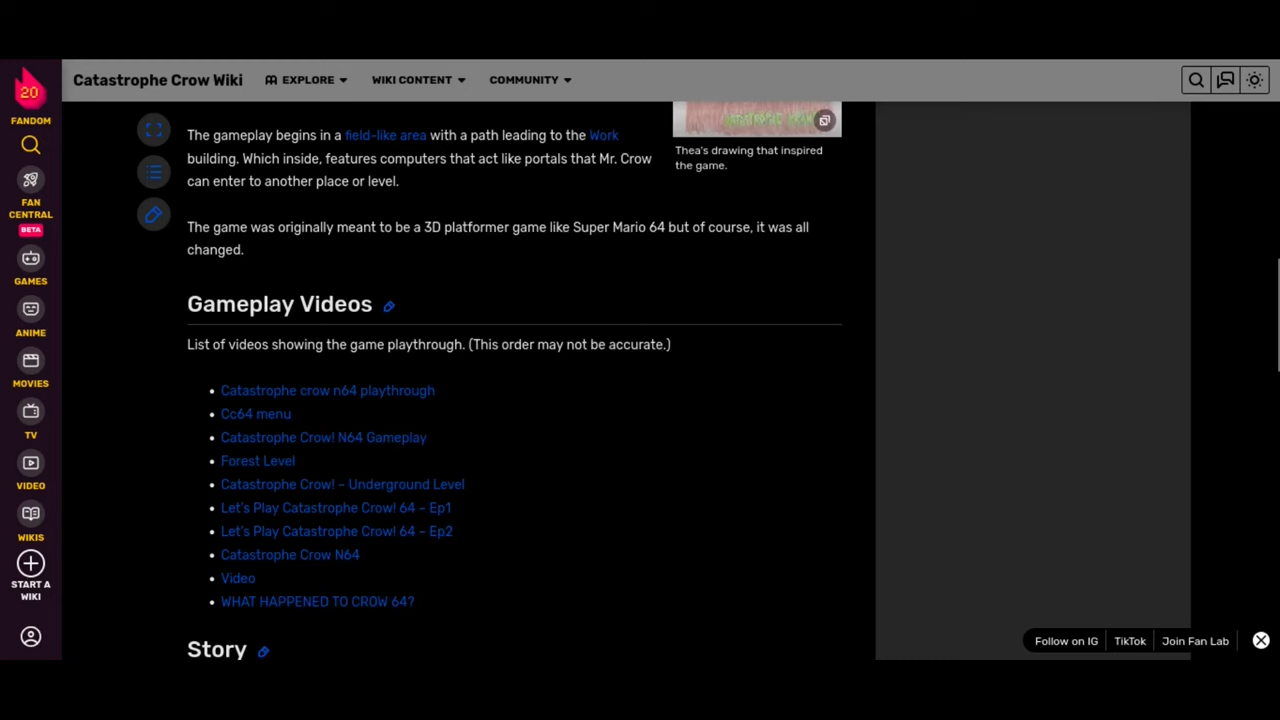 20
FANDOM
FAN
CENTRAL
BETA
GAMES
ANIME
MOVIES
TV
VIDEO
WIKIS
START A
WIKI
Catastrophe Crow Wiki
EXPLORE
WIKI CONTENT
COMMUNITY
The gameplay begins in a field-like area with a path leading to the Work
building. Which inside, features computers that act like portals that Mr. Crow
can enter to another place or level.
Thea's drawing that inspired
the game.
The game was originally meant to be a 3D platformer game like Super Mario 64 but of course, it was all
changed.
Gameplay Videos
List of videos showing the game playthrough. (This order may not be accurate.)
• Catastrophe crow n64 playthrough
• Cc64 menu
• Catastrophe Crow! N64 Gameplay
• Forest Level
• Catastrophe Crow! – Underground Level
• Let's Play Catastrophe Crow! 64 – Ep1
• Let's Play Catastrophe Crow! 64 – Ep2
• Catastrophe Crow N64
• Video
• WHAT HAPPENED TO CROW 64?
Story
Follow on IG
TikTok
Join Fan Lab